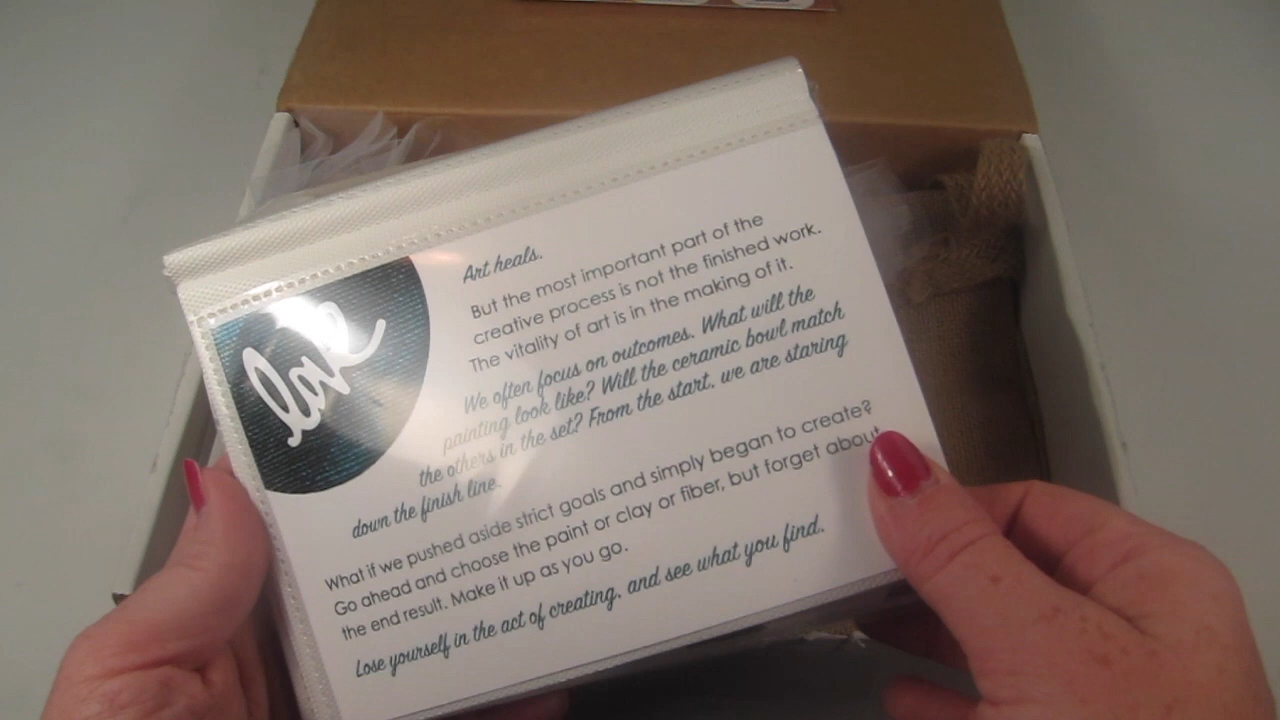 love
Art heals.
But the most important part of the
creative process is not the finished work.
The vitality of art is in the making of it.
We often focus on outcomes. What will the
painting look like? Will the ceramic bowl match
the others in the set? From the start, we are staring
down the finish line.
What if we pushed aside strict goals and simply began to create?
Go ahead and choose the paint or clay or fiber, but forget about
the end result. Make it up as you go.
Lose yourself in the act of creating, and see what you find.